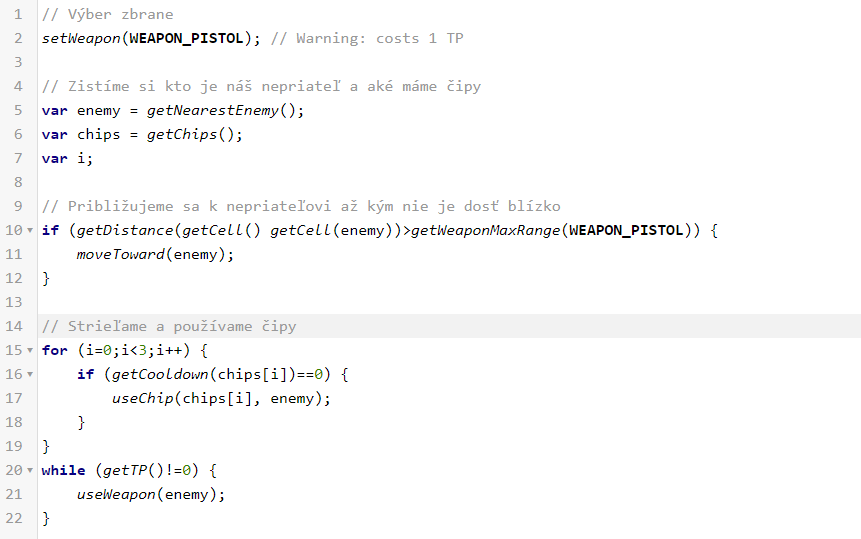 1 // Výber zbrane
2 setWeapon(WEAPON_PISTOL); // Warning: costs 1 TP
3
4 // Zistíme si kto je náš nepriateľ a aké máme čipy
5 var enemy = getNearestEnemy();
6 var chips = getChips();
7 var i;
8
9 // Približujeme sa k nepriateľovi až kým nie je dosť blízko
10 if (getDistance(getCell() getCell(enemy))>getWeaponMaxRange(WEAPON_PISTOL)) {
11 moveToward(enemy);
12 }
13
14 // Strieľame a používame čipy
15 for (i=0;i<3;i++) {
16 if (getCooldown(chips[i])==0) {
17 useChip(chips[i], enemy);
18 }
19 }
20 while (getTP()!=0) {
21 useWeapon(enemy);
22 }